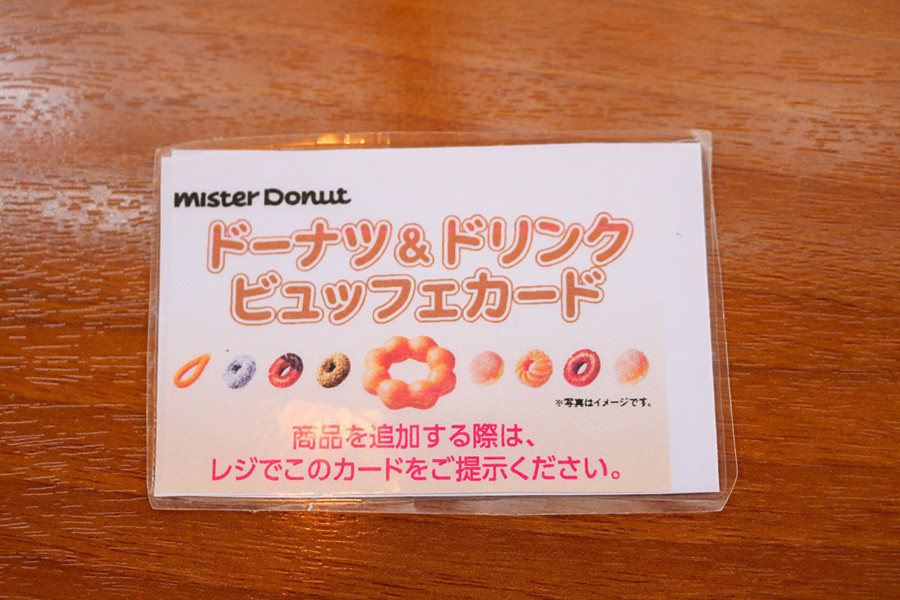 mister Donut
ドーナツ&ドリンク
ビュッフェカード
※写真はイメージです。
商品を追加する際は、
レジでこのカードをご提示ください。